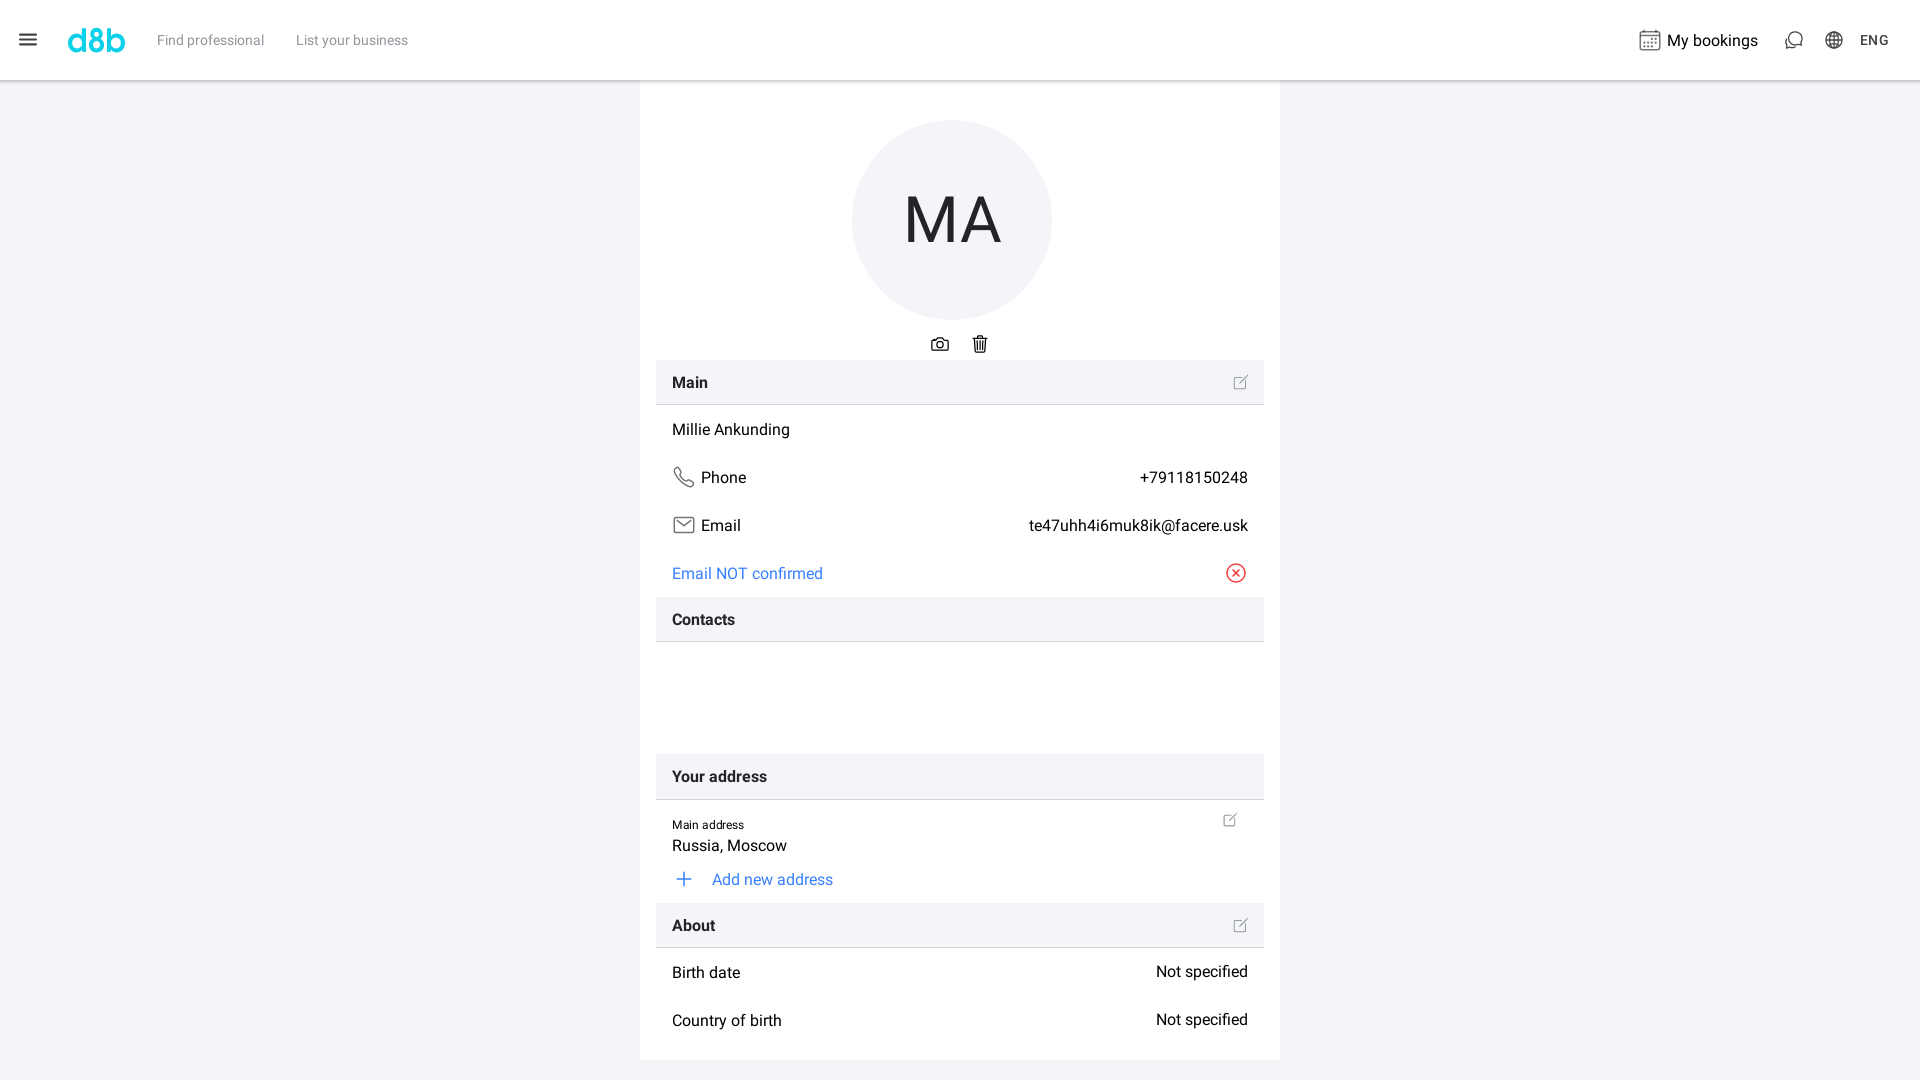 d8b
Find professional
List your business
My bookings
ENG
MA
Main
Millie Ankunding
Phone
+79118150248
Email
te47uhh4i6muk8ik@facere.usk
Email NOT confirmed
Contacts
Your address
Main address
Russia, Moscow
Add new address
About
Birth date
Not specified
Country of birth
Not specified